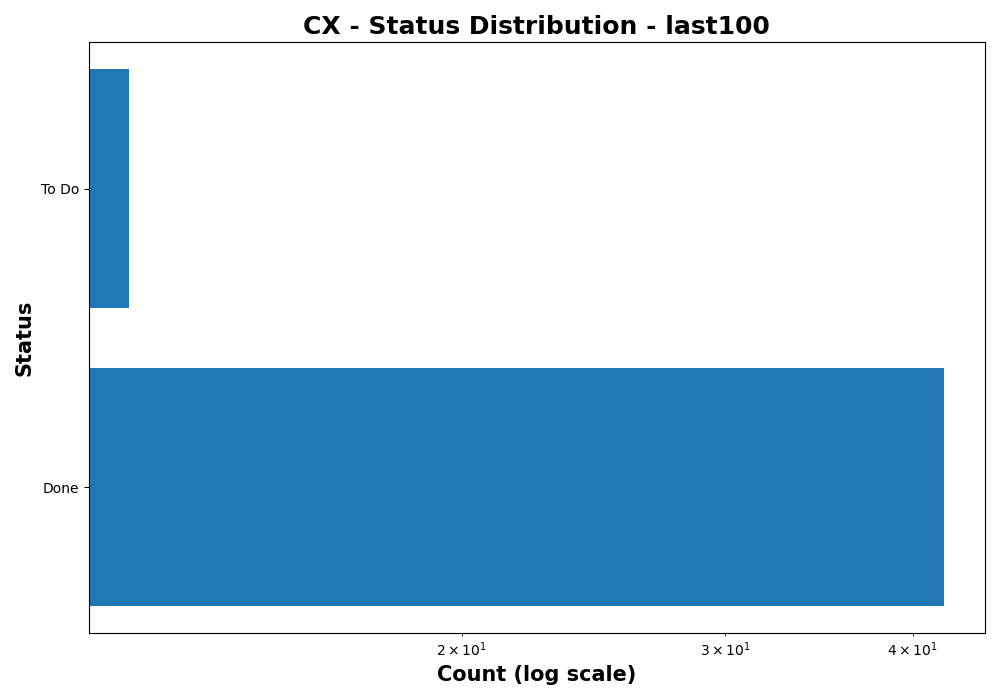 CX - Status Distribution - last100
To Do
Status
Done
2 × 10¹ 3 × 10¹ 4 × 10¹
Count (log scale)